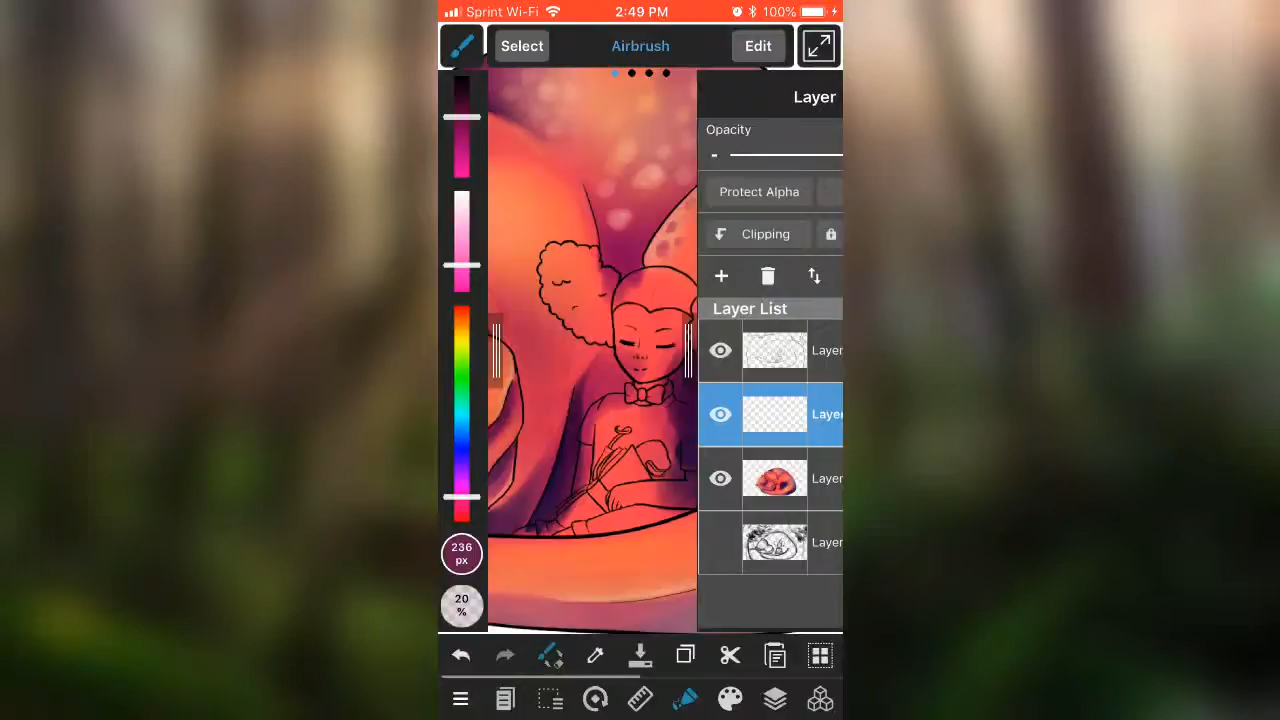 Sprint Wi-Fi 2:49 PM 100%
Select Airbrush Edit
Layer
Opacity
Protect Alpha
Clipping
Layer List
Layer
Layer
Layer
Layer
236
px
20
%